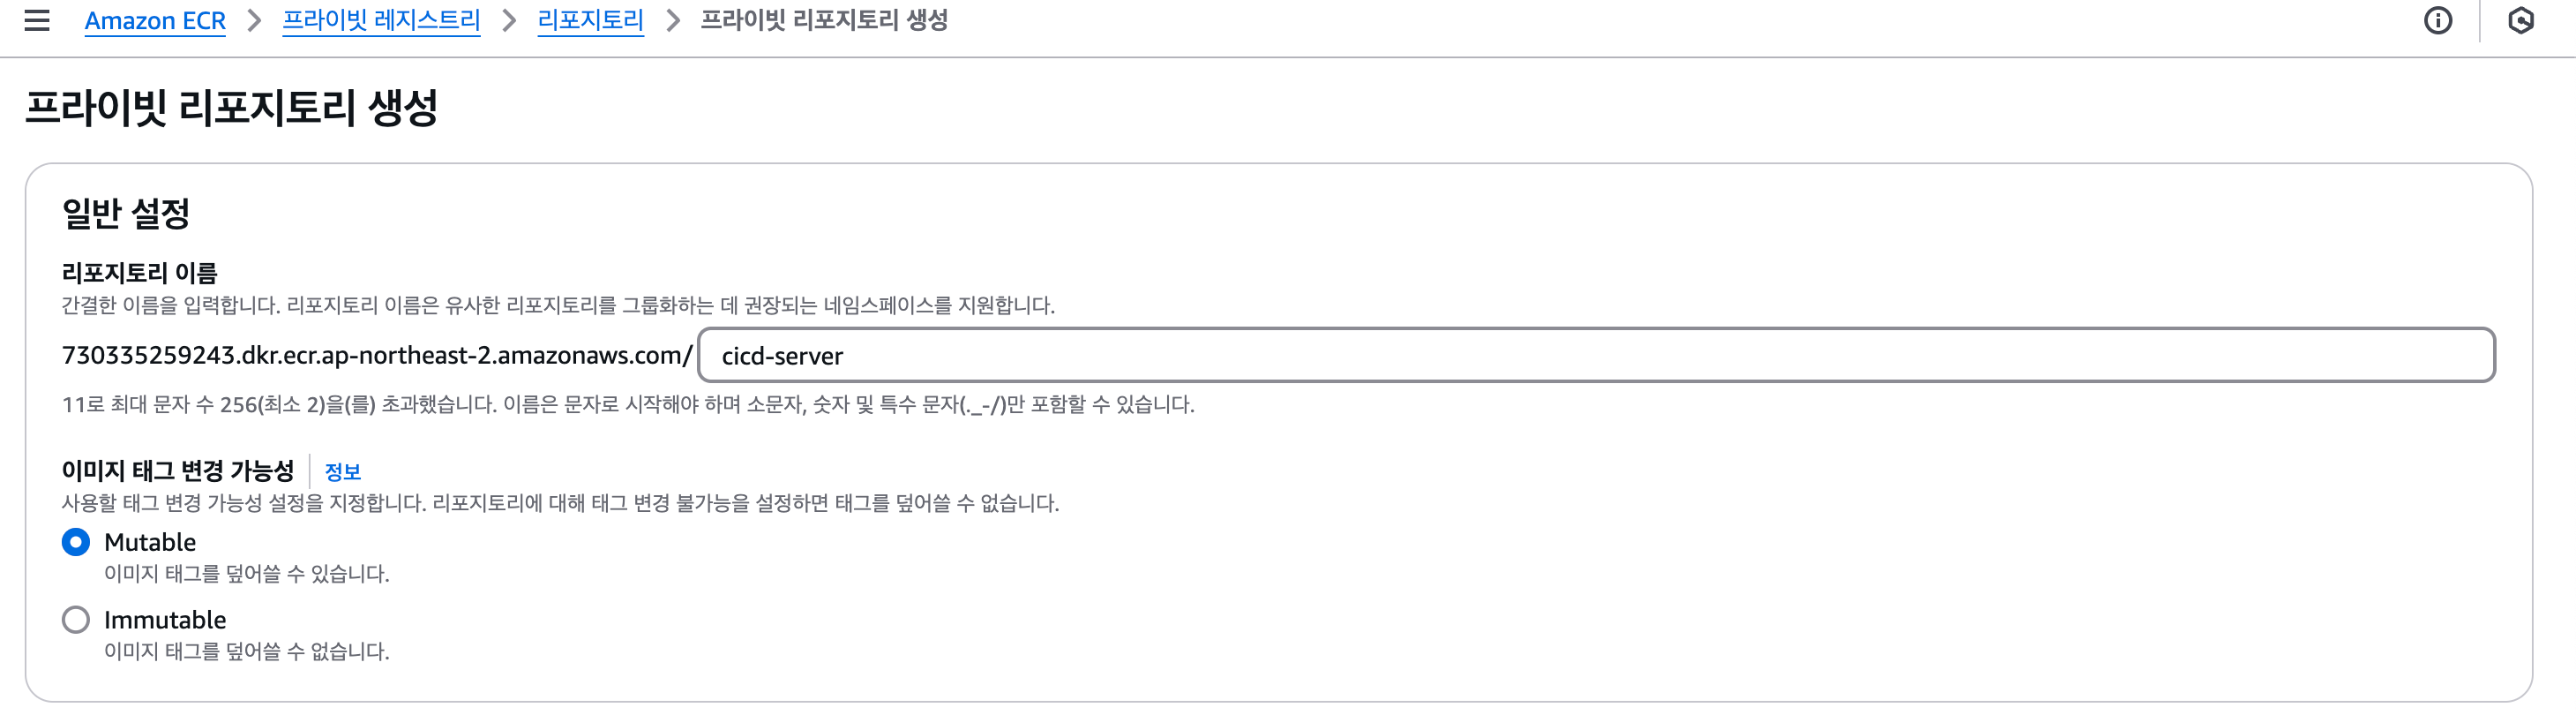 Amazon ECR > 프라이빗 레지스트리 > 리포지토리 > 프라이빗 리포지토리 생성
프라이빗 리포지토리 생성
일반 설정
리포지토리 이름
간결한 이름을 입력합니다. 리포지토리 이름은 유사한 리포지토리를 그룹화하는 데 권장되는 네임스페이스를 지원합니다.
730335259243.dkr.ecr.ap-northeast-2.amazonaws.com/ cicd-server
11로 최대 문자 수 256(최소 2)을(를) 초과했습니다. 이름은 문자로 시작해야 하며 소문자, 숫자 및 특수 문자(._-/)만 포함할 수 있습니다.
이미지 태그 변경 가능성 정보
사용할 태그 변경 가능성 설정을 지정합니다. 리포지토리에 대해 태그 변경 불가능을 설정하면 태그를 덮어쓸 수 없습니다.
Mutable
이미지 태그를 덮어쓸 수 있습니다.
Immutable
이미지 태그를 덮어쓸 수 없습니다.